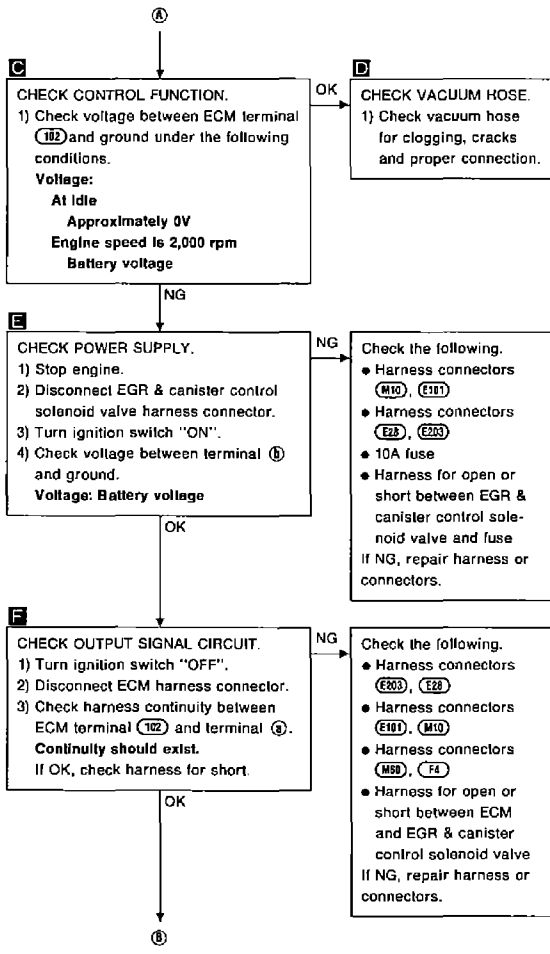 Ⓐ
C
CHECK CONTROL FUNCTION.
1) Check voltage between ECM terminal
102 and ground under the following
conditions.
Voltage:
At idle
Approximately 0V
Engine speed is 2,000 rpm
Battery voltage
OK
D
CHECK VACUUM HOSE.
1) Check vacuum hose
for clogging, cracks
and proper connection.
NG
E
CHECK POWER SUPPLY.
1) Stop engine.
2) Disconnect EGR & canister control
solenoid valve harness connector.
3) Turn ignition switch "ON".
4) Check voltage between terminal ⓑ
and ground.
Voltage: Battery voltage
NG
Check the following.
● Harness connectors
M10, E101
● Harness connectors
E28, E203
● 10A fuse
● Harness for open or
short between EGR &
canister control sole-
noid valve and fuse
If NG, repair harness or
connectors.
OK
F
CHECK OUTPUT SIGNAL CIRCUIT.
1) Turn ignition switch "OFF".
2) Disconnect ECM harness connector.
3) Check harness continuity between
ECM terminal 102 and terminal ⓐ.
Continuity should exist.
If OK, check harness for short.
NG
Check the following.
● Harness connectors
E203, E28
● Harness connectors
E101, M10
● Harness connectors
M60, F4
● Harness for open or
short between ECM
and EGR & canister
control solenoid valve
If NG, repair harness or
connectors.
OK
Ⓑ